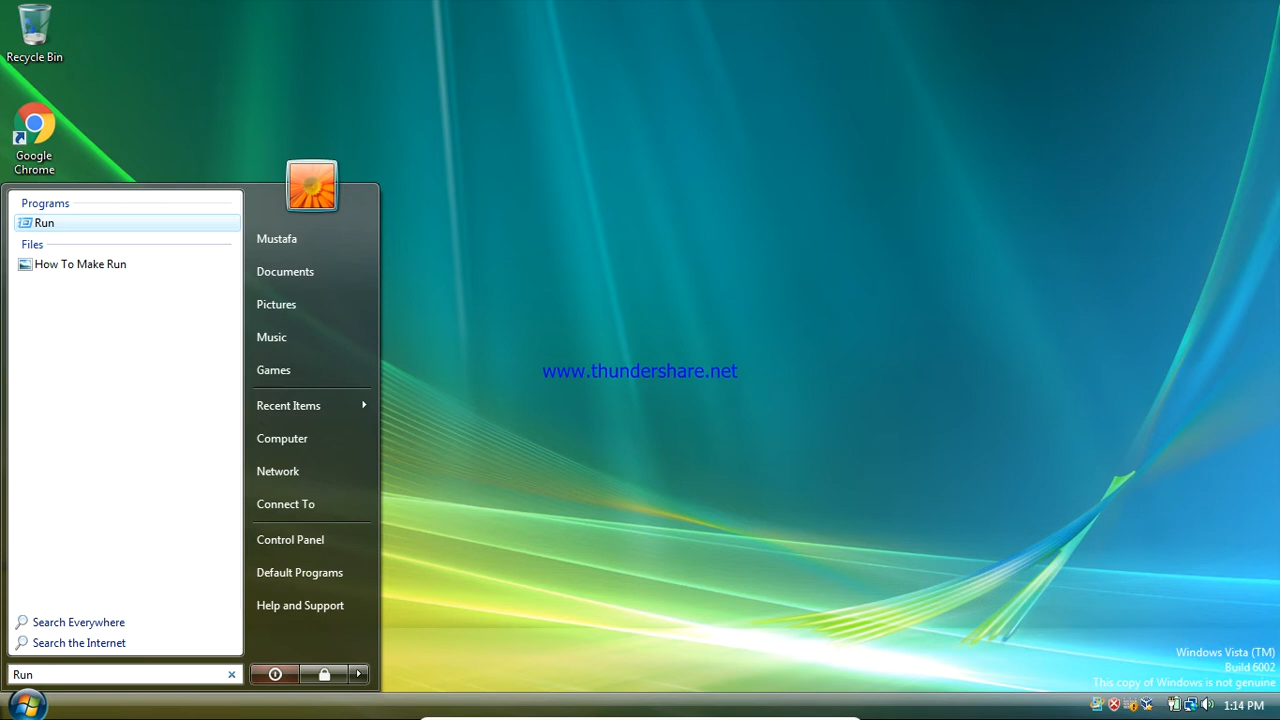 Recycle Bin
Google
Chrome
Programs
Run
Files
How To Make Run
Search Everywhere
Search the Internet
Run
Mustafa
Documents
Pictures
Music
Games
Recent Items
Computer
Network
Connect To
Control Panel
Default Programs
Help and Support
www.thundershare.net
Windows Vista (TM)
Build 6002
This copy of Windows is not genuine
1:14 PM